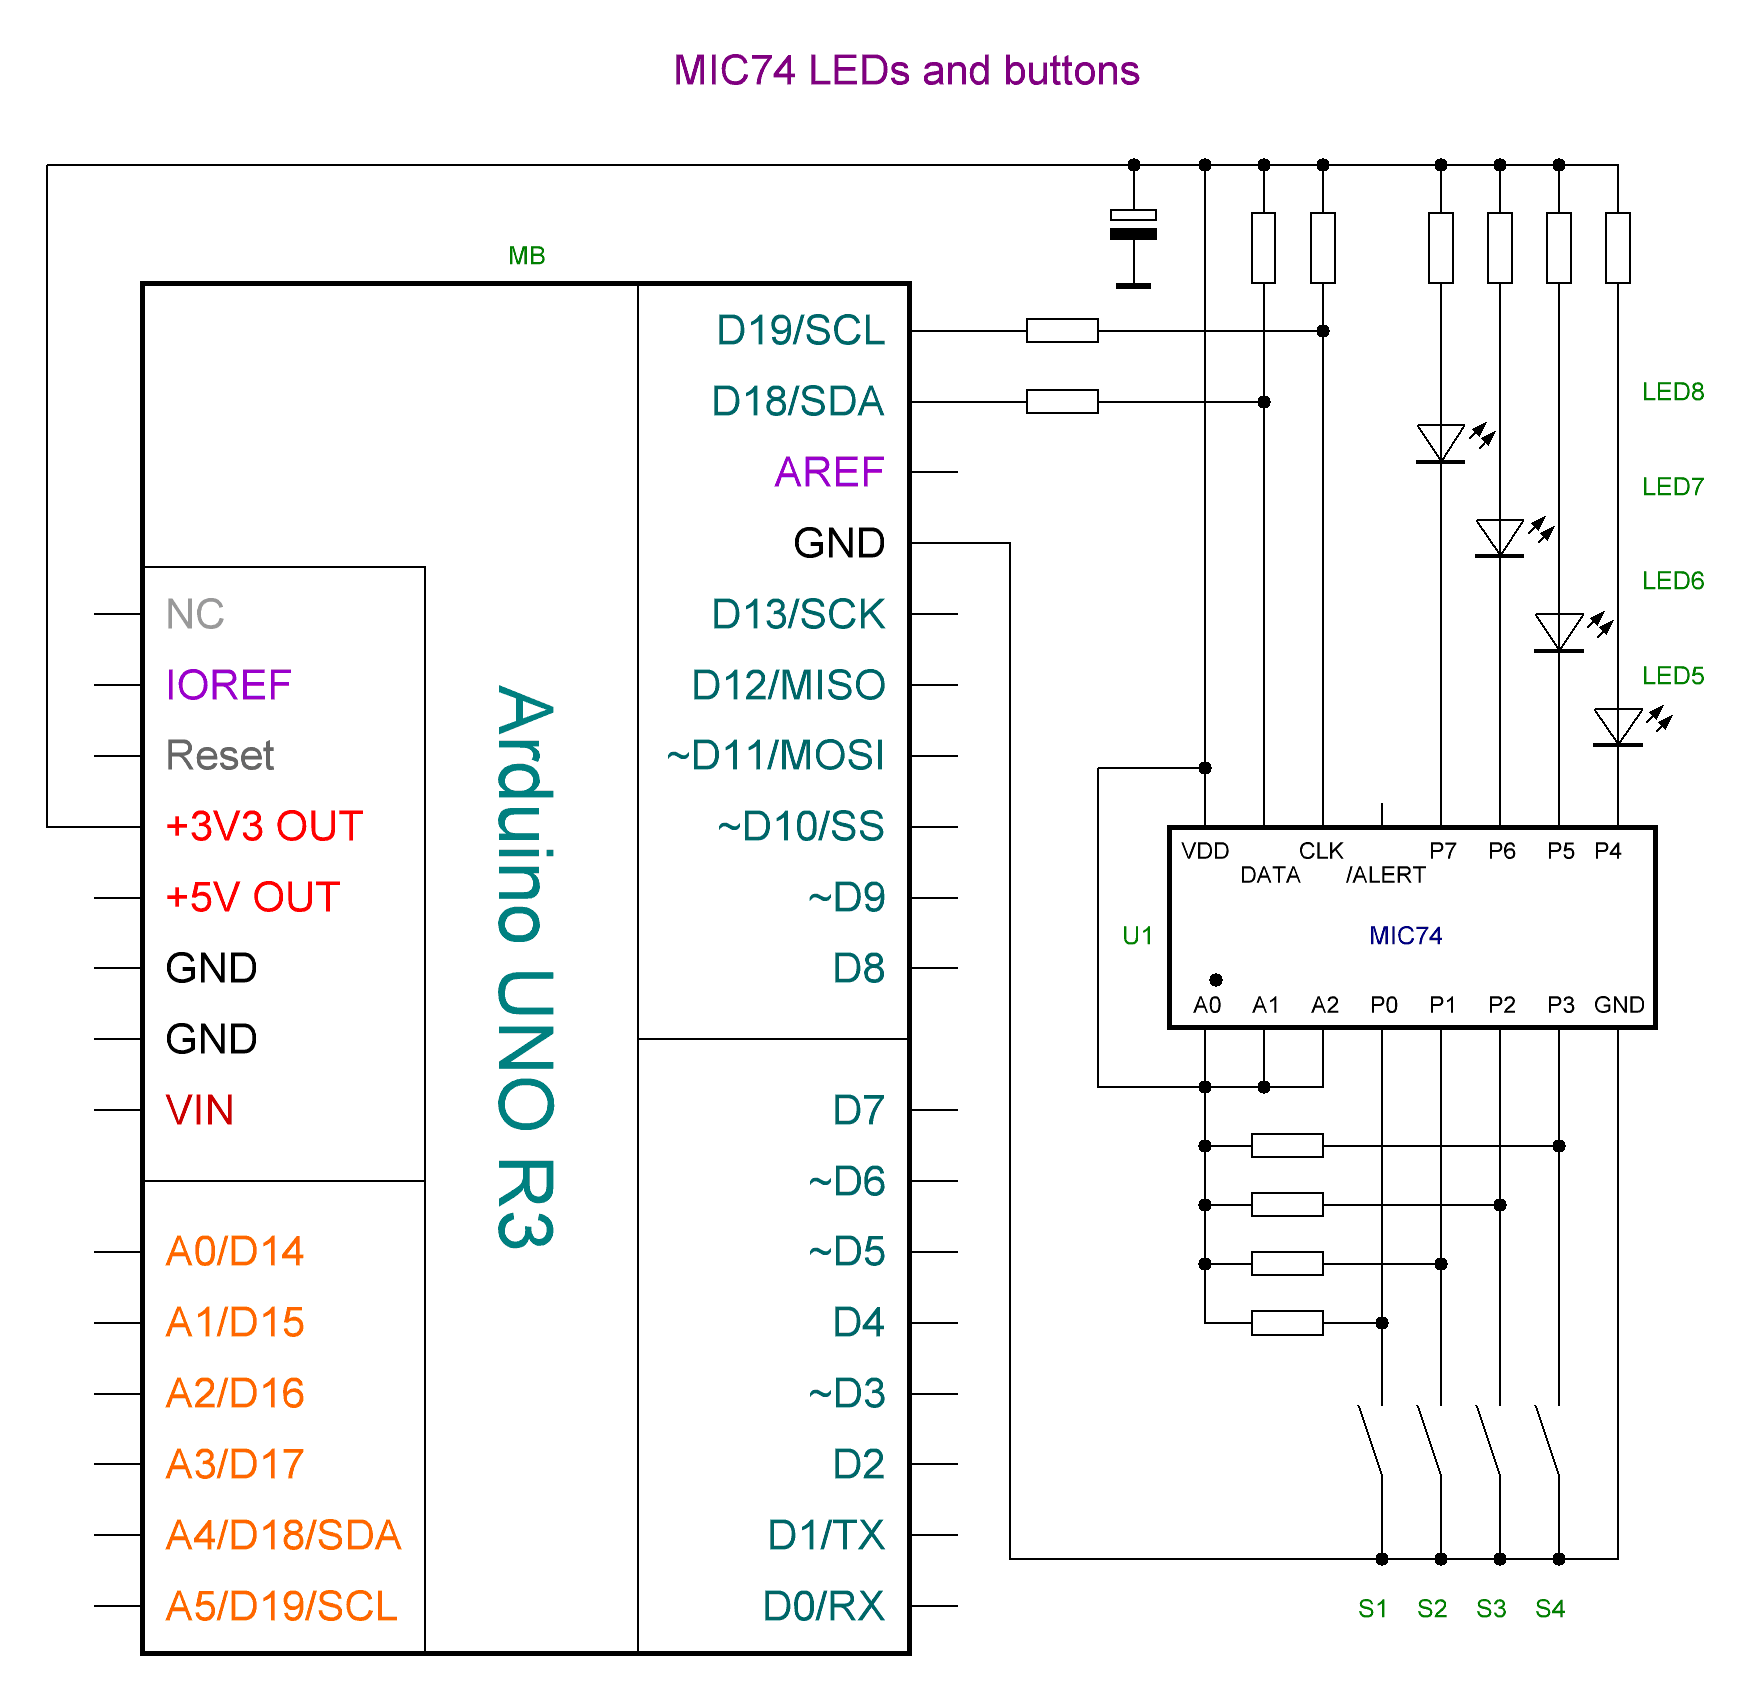 MIC74 LEDs and buttons
MB
D19/SCL
D18/SDA
AREF
GND
D13/SCK
D12/MISO
~D11/MOSI
~D10/SS
~D9
D8
D7
~D6
~D5
D4
~D3
D2
D1/TX
D0/RX
NC
IOREF
Reset
+3V3 OUT
+5V OUT
GND
GND
VIN
A0/D14
A1/D15
A2/D16
A3/D17
A4/D18/SDA
A5/D19/SCL
Arduino UNO R3
LED8
LED7
LED6
LED5
VDD CLK P7 P6 P5 P4
DATA /ALERT
U1 MIC74
A0 A1 A2 P0 P1 P2 P3 GND
S1 S2 S3 S4